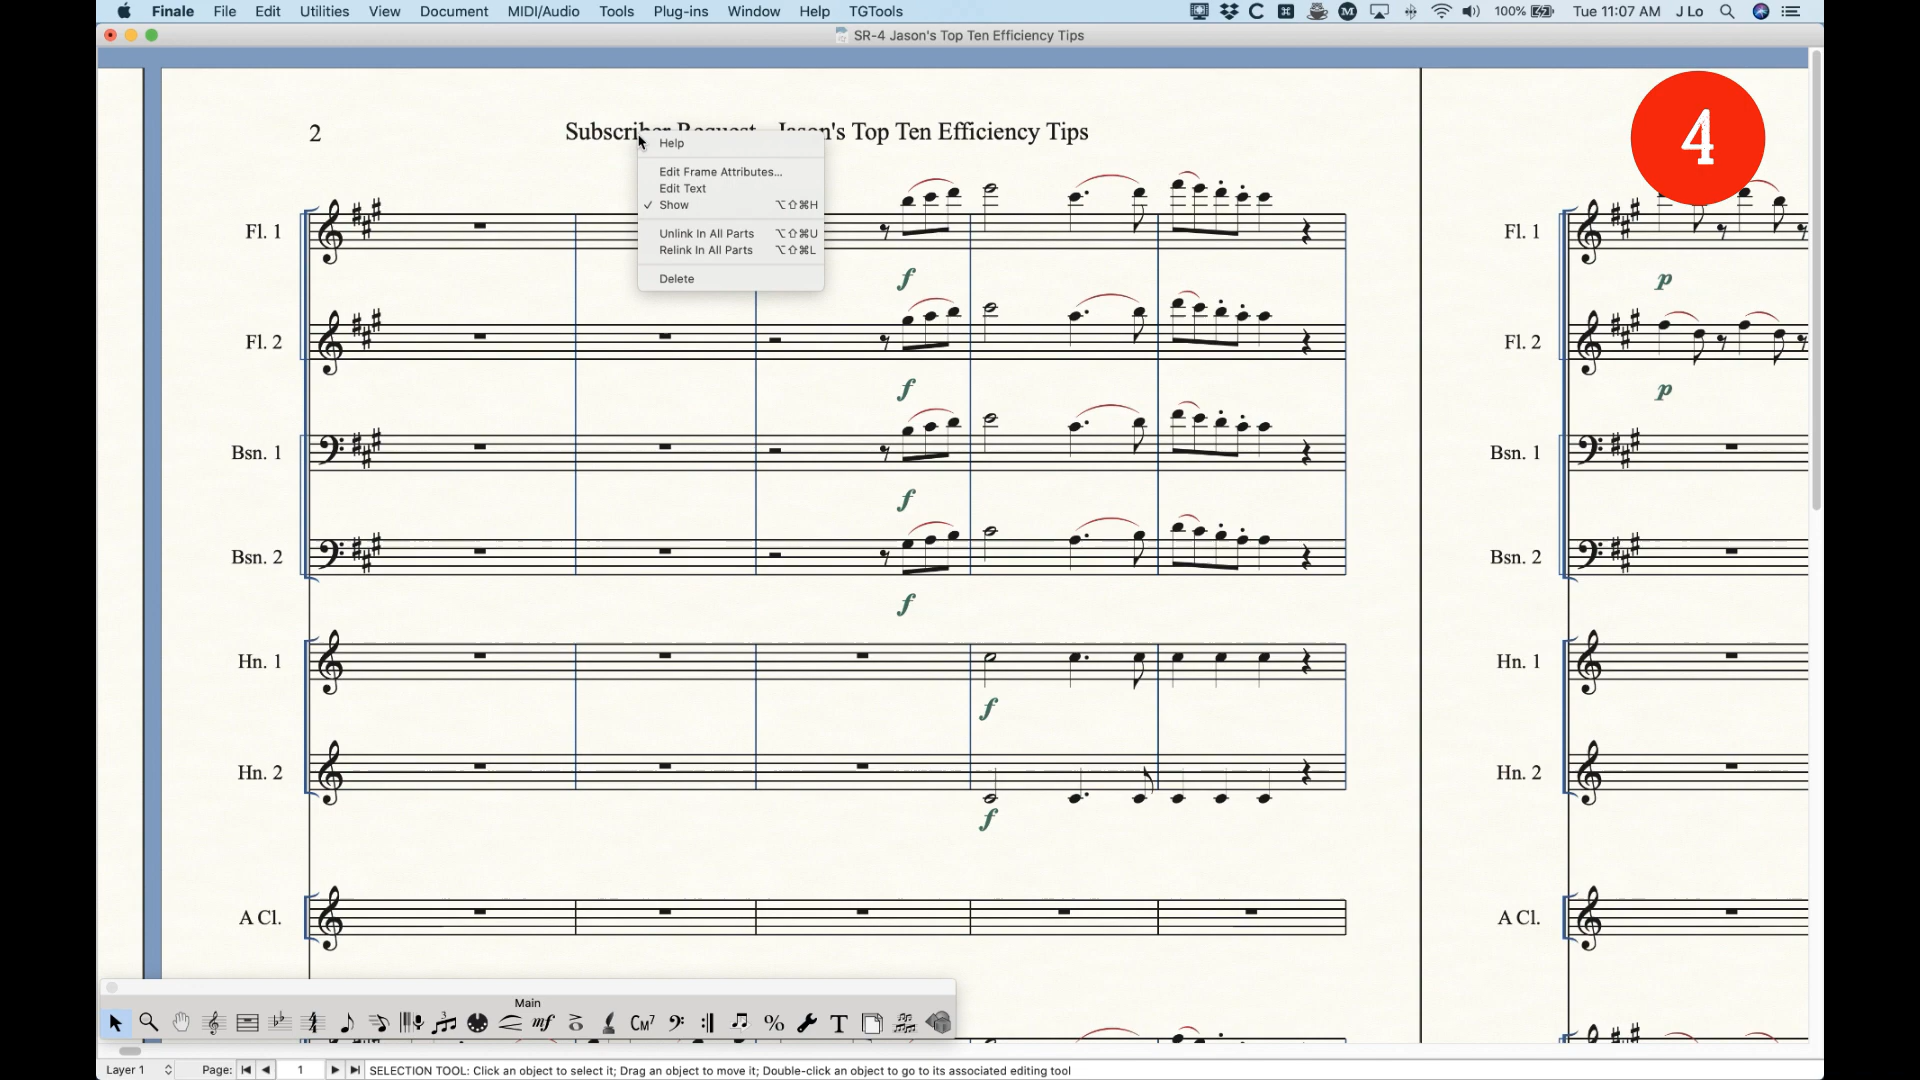 Finale File Edit Utilities View Document MIDI/Audio Tools Plug-ins Window Help TGTools 100% Tue 11:07 AM J Lo
SR-4 Jason's Top Ten Efficiency Tips
4
2
Subscriber Request - Jason's Top Ten Efficiency Tips
Help
Edit Frame Attributes...
Edit Text
✓ Show ⌥⇧⌘H
Unlink In All Parts ⌥⇧⌘U
Relink In All Parts ⌥⇧⌘L
Delete
Fl. 1 Fl. 1
f p
Fl. 2 Fl. 2
f p
Bsn. 1 Bsn. 1
f
Bsn. 2 Bsn. 2
f
Hn. 1 Hn. 1
f
Hn. 2 Hn. 2
f
A Cl. A Cl.
Main
mf CM7 % T
Layer 1 Page: 1 SELECTION TOOL: Click an object to select it; Drag an object to move it; Double-click an object to go to its associated editing tool